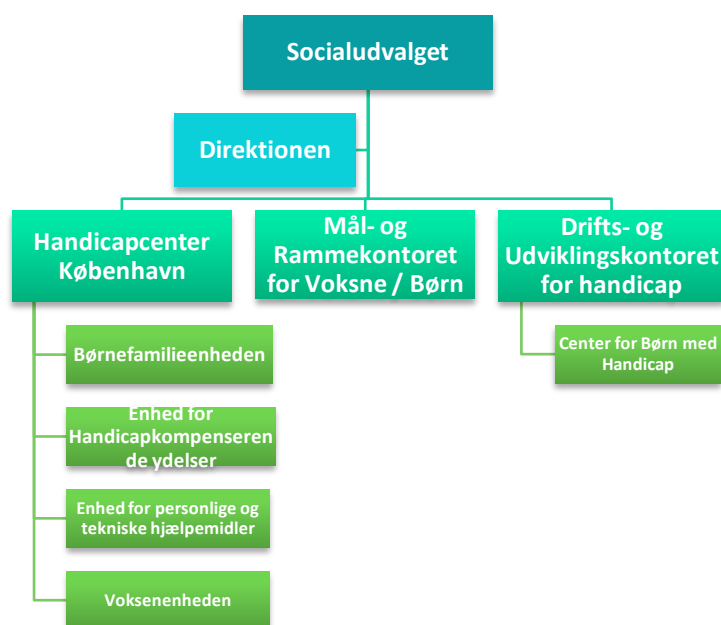 Socialudvalget
Direktionen
Handicapcenter
København
Mål- og
Rammekontoret
for Voksne / Børn
Drifts- og
Udviklingskontoret
for handicap
Børnefamilieenheden
Enhed for
Handicapkompenseren
de ydelser
Enhed for personlige og
tekniske hjælpemidler
Voksenenheden
Center for Børn med
Handicap